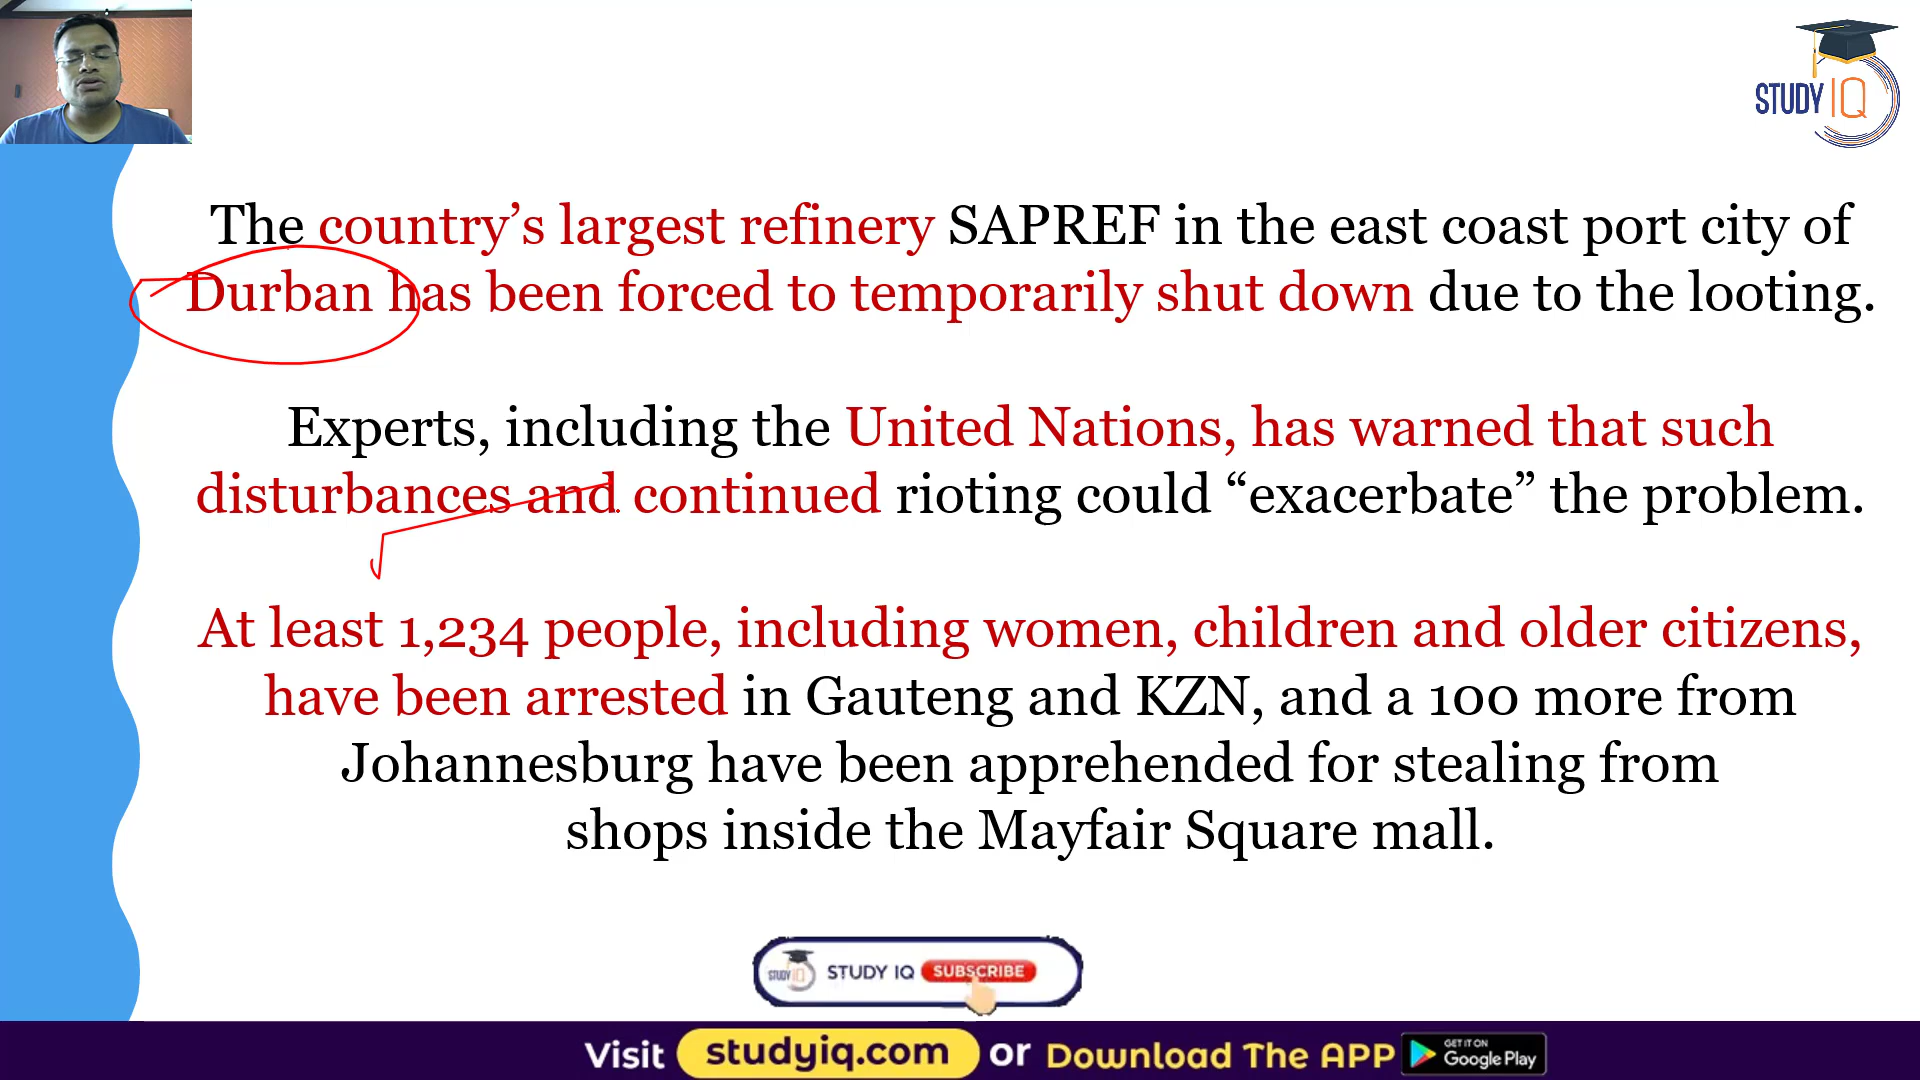 STUDY IQ
The country’s largest refinery SAPREF in the east coast port city of
Durban has been forced to temporarily shut down due to the looting.
Experts, including the United Nations, has warned that such
disturbances and continued rioting could “exacerbate” the problem.
At least 1,234 people, including women, children and older citizens,
have been arrested in Gauteng and KZN, and a 100 more from
Johannesburg have been apprehended for stealing from
shops inside the Mayfair Square mall.
STUDY IQ STUDY IQ SUBSCRIBE
Visit studyiq.com or Download The APP GET IT ON Google Play